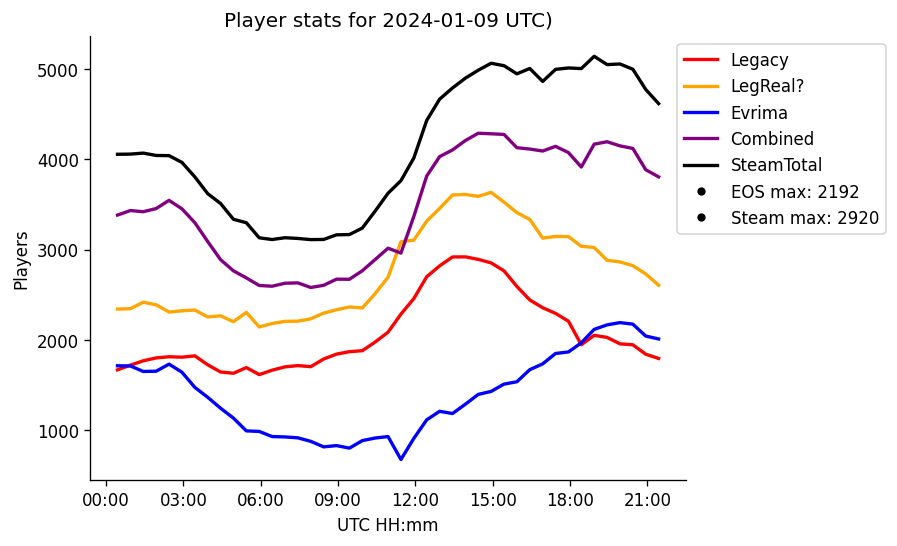 Player stats for 2024-01-09 UTC)
Legacy
LegReal?
Evrima
Combined
SteamTotal
EOS max: 2192
Steam max: 2920
Players
5000
4000
3000
2000
1000
00:00 03:00 06:00 09:00 12:00 15:00 18:00 21:00
UTC HH:mm